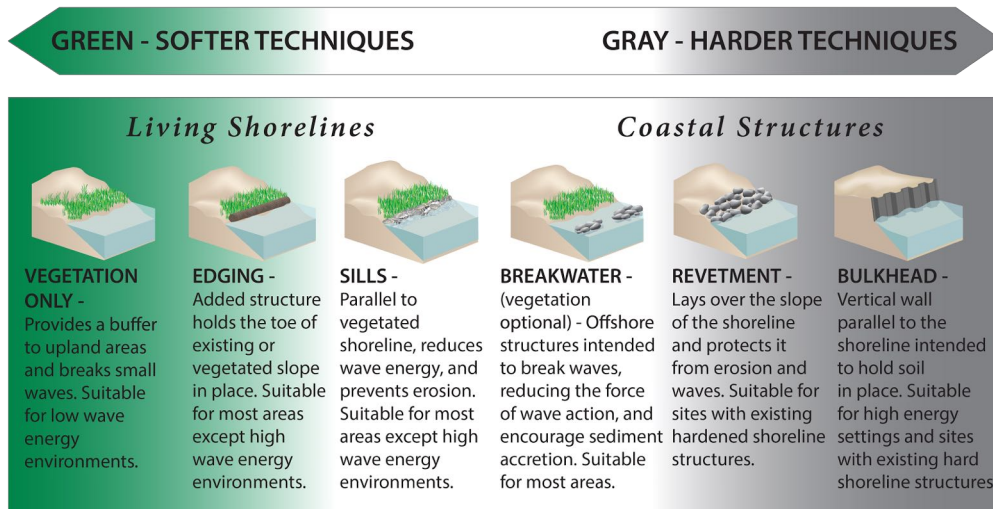 GREEN - SOFTER TECHNIQUES
GRAY - HARDER TECHNIQUES
Living Shorelines
Coastal Structures
VEGETATION
ONLY -
Provides a buffer
to upland areas
and breaks small
waves. Suitable
for low wave
energy
environments.
EDGING -
Added structure
holds the toe of
existing or
vegetated slope
in place. Suitable
for most areas
except high
wave energy
environments.
SILLS -
Parallel to
vegetated
shoreline, reduces
wave energy, and
prevents erosion.
Suitable for most
areas except high
wave energy
environments.
BREAKWATER -
(vegetation
optional) - Offshore
structures intended
to break waves,
reducing the force
of wave action, and
encourage sediment
accretion. Suitable
for most areas.
REVETMENT -
Lays over the slope
of the shoreline
and protects it
from erosion and
waves. Suitable for
sites with existing
hardened shoreline
structures.
BULKHEAD -
Vertical wall
parallel to the
shoreline intended
to hold soil
in place. Suitable
for high energy
settings and sites
with existing hard
shoreline structures